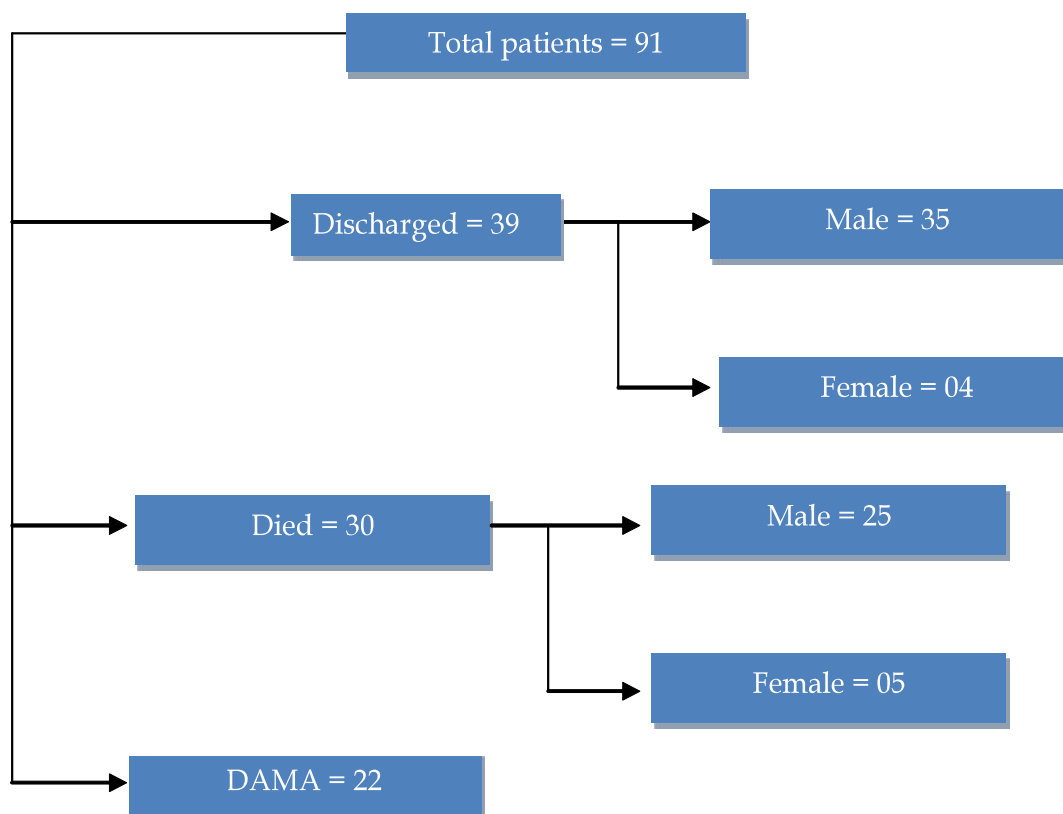 Total patients = 91
Discharged = 39
Male = 35
Female = 04
Died = 30
Male = 25
Female = 05
DAMA = 22